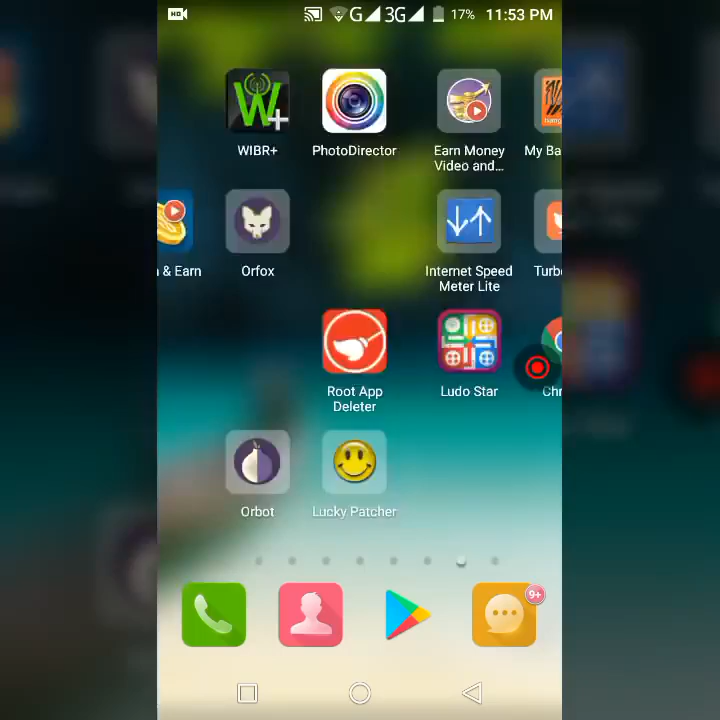 HD
G 3G 17% 11:53 PM
WIBR+
PhotoDirector
Earn Money
Video and...
My Ba
n & Earn
Orfox
Internet Speed
Meter Lite
Turb
Root App
Deleter
Ludo Star
Chr
Orbot
Lucky Patcher
9+